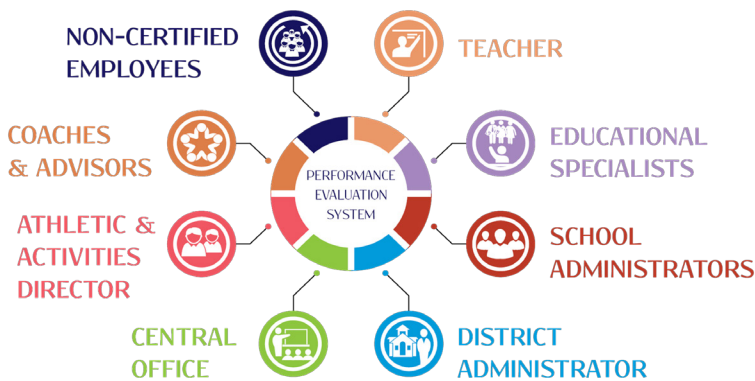 NON-CERTIFIED
EMPLOYEES
TEACHER
COACHES
& ADVISORS
EDUCATIONAL
SPECIALISTS
PERFORMANCE
EVALUATION
SYSTEM
ATHLETIC &
ACTIVITIES
DIRECTOR
SCHOOL
ADMINISTRATORS
CENTRAL
OFFICE
DISTRICT
ADMINISTRATOR